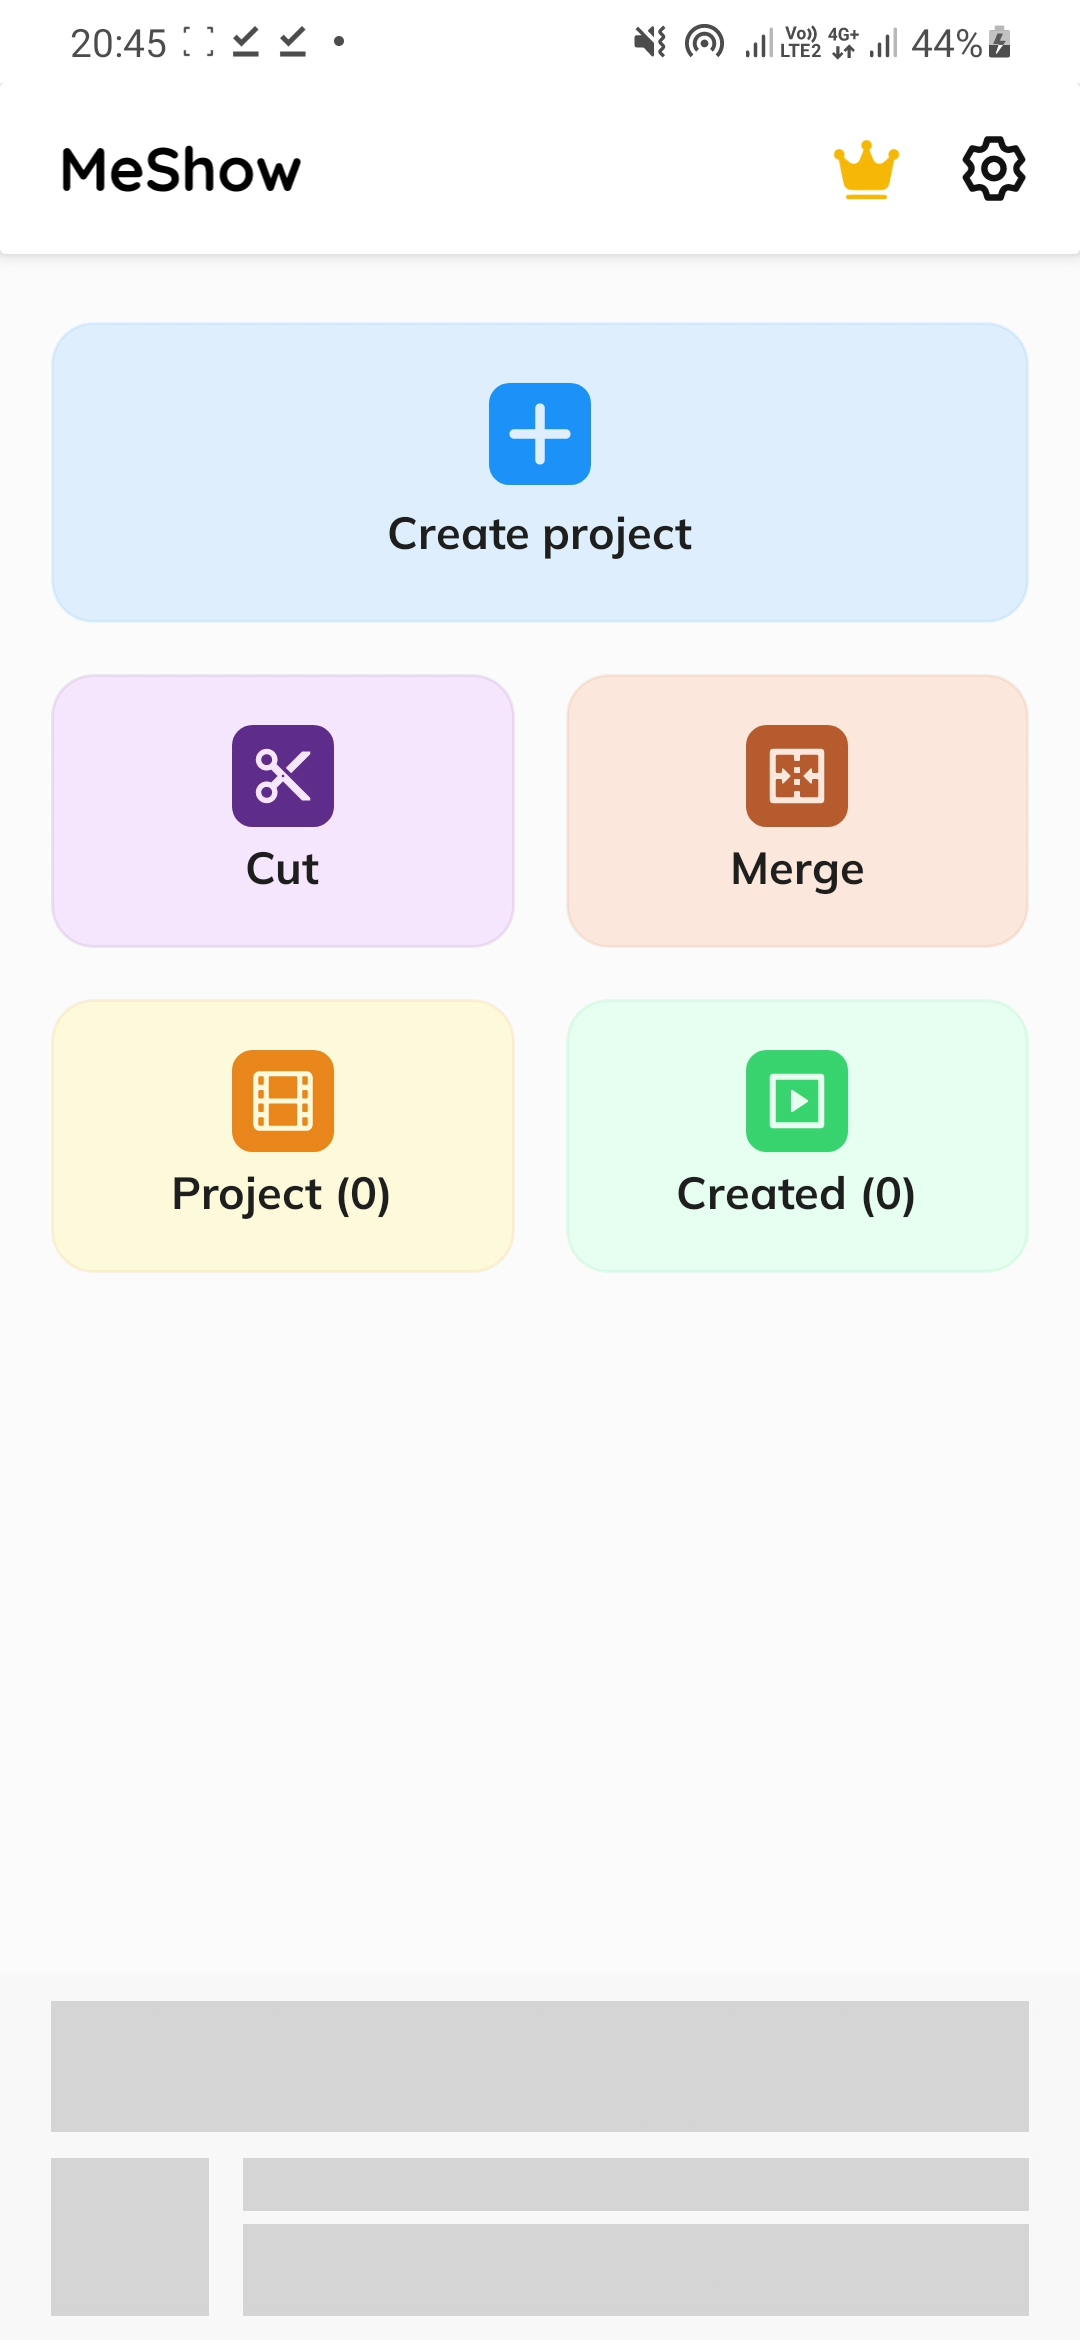 20:45 Vo)) LTE2 4G+ 44%
MeShow
Create project
Cut
Merge
Project (0)
Created (0)